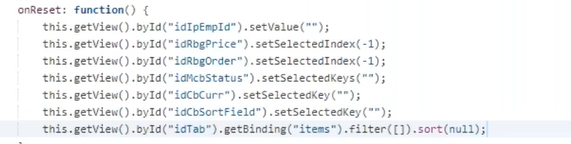 onReset: function() {
this.getView().byId("idIpEmpId").setValue("");
this.getView().byId("idRbgPrice").setSelectedIndex(-1);
this.getView().byId("idRbgOrder").setSelectedIndex(-1);
this.getView().byId("idMcbStatus").setSelectedKeys("");
this.getView().byId("idCbCurr").setSelectedKey("");
this.getView().byId("idCbSortField").setSelectedKey("");
this.getView().byId("idTab").getBinding("items").filter([]).sort(null);